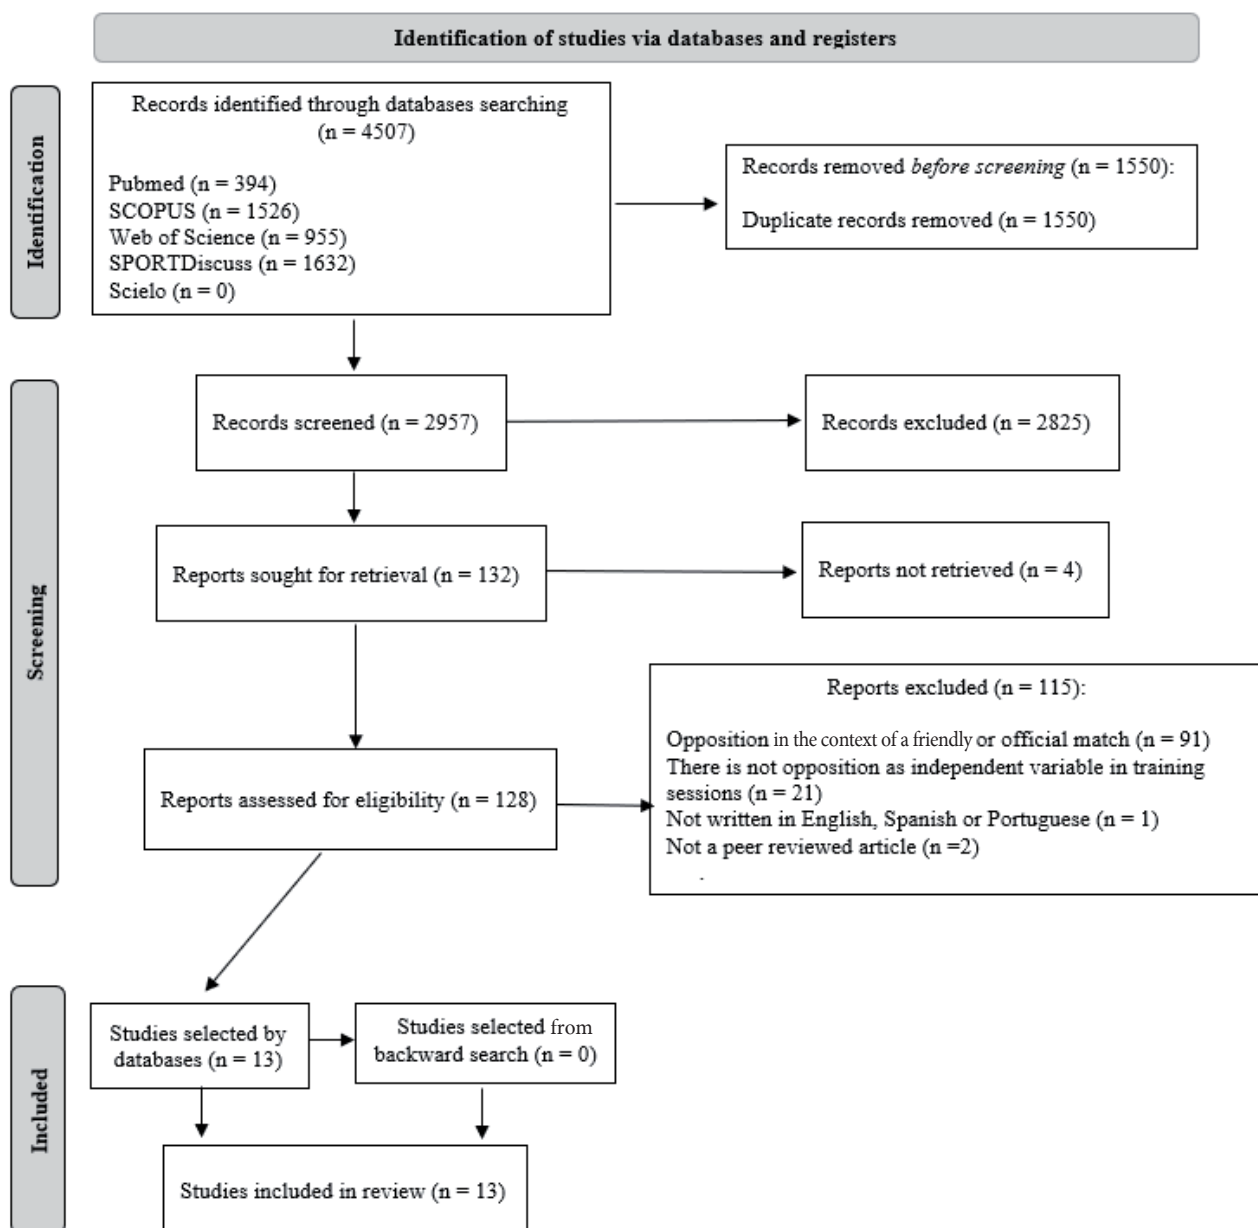 Identification of studies via databases and registers
Identification
Records identified through databases searching
(n = 4507)
Pubmed (n = 394)
SCOPUS (n = 1526)
Web of Science (n = 955)
SPORTDiscuss (n = 1632)
Scielo (n = 0)
Records removed before screening (n = 1550):
Duplicate records removed (n = 1550)
Screening
Records screened (n = 2957)
Records excluded (n = 2825)
Reports sought for retrieval (n = 132)
Reports not retrieved (n = 4)
Reports assessed for eligibility (n = 128)
Reports excluded (n = 115):
Opposition in the context of a friendly or official match (n = 91)
There is not opposition as independent variable in training
sessions (n = 21)
Not written in English, Spanish or Portuguese (n = 1)
Not a peer reviewed article (n =2)
.
Included
Studies selected by
databases (n = 13)
Studies selected from
backward search (n = 0)
Studies included in review (n = 13)